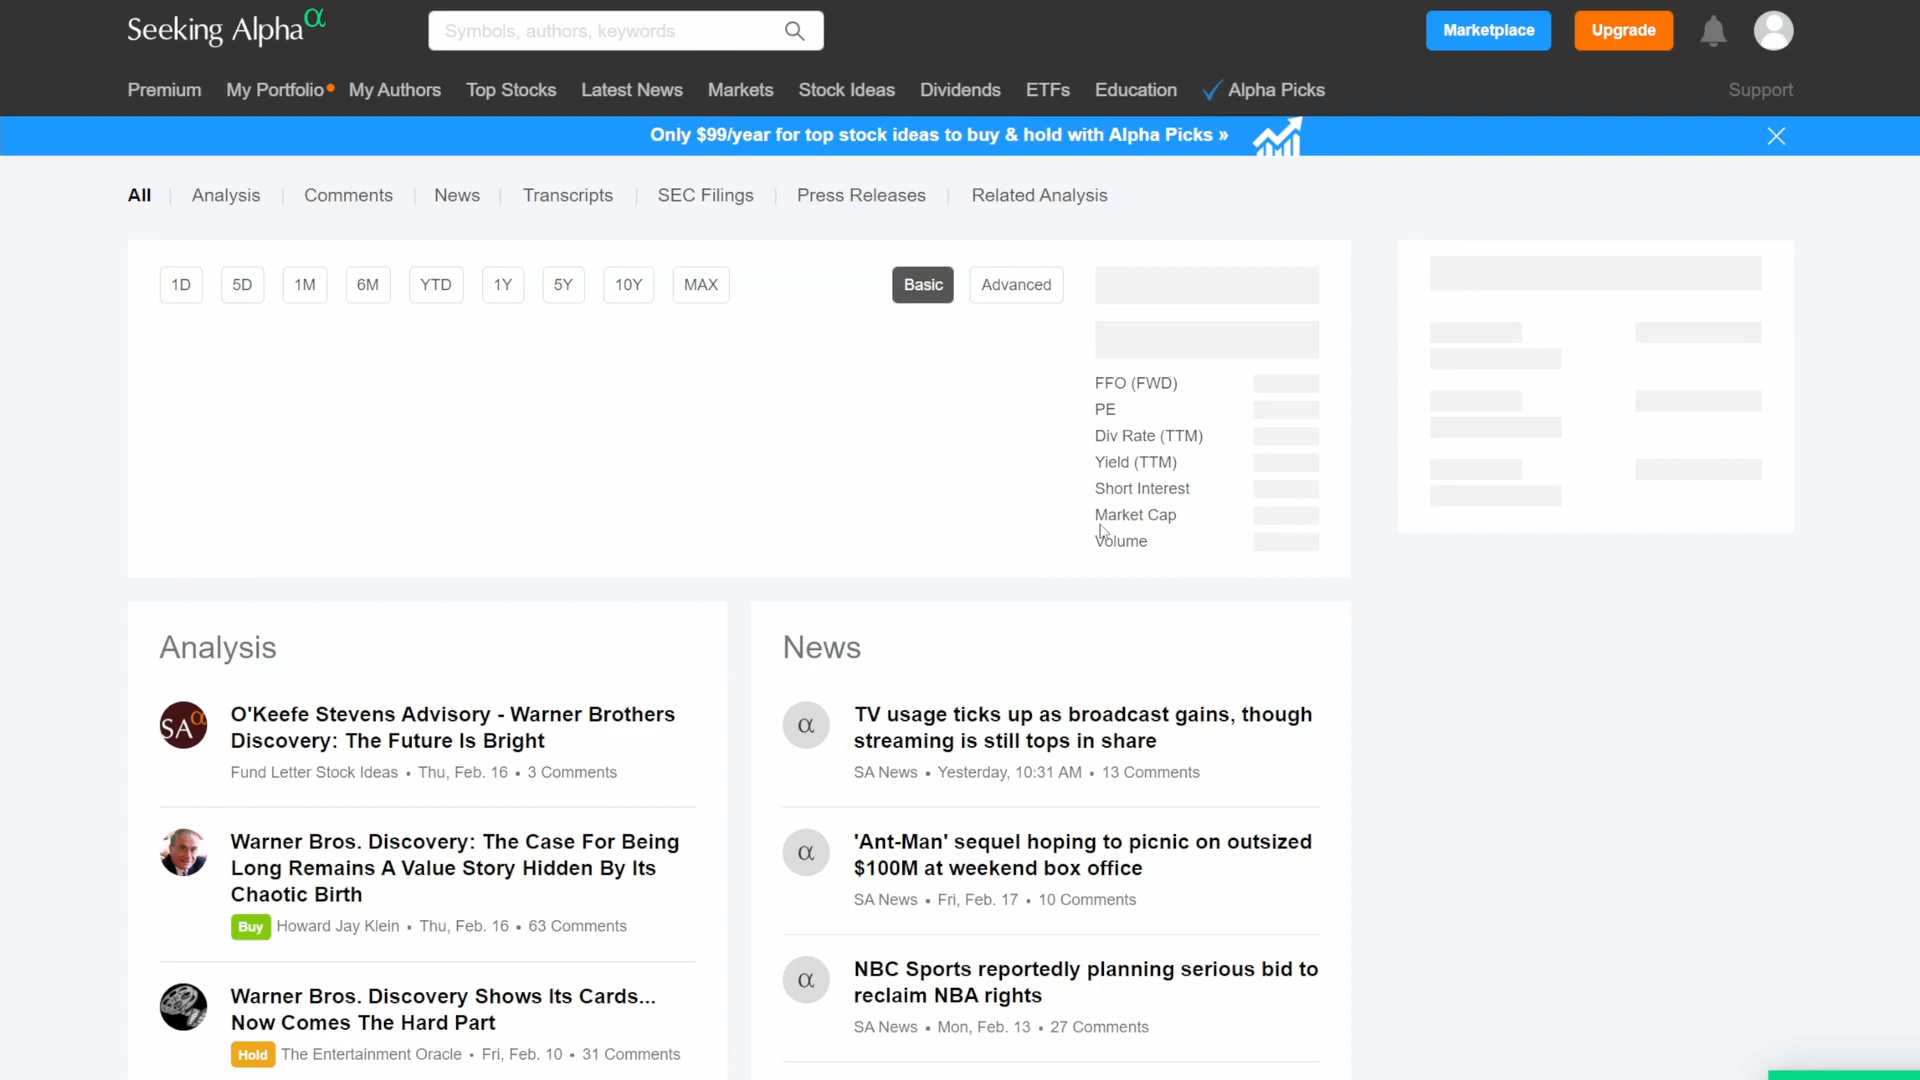 Seeking Alpha α
Symbols, authors, keywords
Marketplace
Upgrade
Premium My Portfolio My Authors Top Stocks Latest News Markets Stock Ideas Dividends ETFs Education Alpha Picks Support
Only $99/year for top stock ideas to buy & hold with Alpha Picks »
All | Analysis | Comments | News | Transcripts | SEC Filings | Press Releases | Related Analysis
1D 5D 1M 6M YTD 1Y 5Y 10Y MAX Basic Advanced
FFO (FWD)
PE
Div Rate (TTM)
Yield (TTM)
Short Interest
Market Cap
Volume
Analysis
SAα
O'Keefe Stevens Advisory - Warner Brothers
Discovery: The Future Is Bright
Fund Letter Stock Ideas • Thu, Feb. 16 • 3 Comments
Warner Bros. Discovery: The Case For Being
Long Remains A Value Story Hidden By Its
Chaotic Birth
Buy Howard Jay Klein • Thu, Feb. 16 • 63 Comments
Warner Bros. Discovery Shows Its Cards...
Now Comes The Hard Part
Hold The Entertainment Oracle • Fri, Feb. 10 • 31 Comments
News
α
TV usage ticks up as broadcast gains, though
streaming is still tops in share
SA News • Yesterday, 10:31 AM • 13 Comments
α
'Ant-Man' sequel hoping to picnic on outsized
$100M at weekend box office
SA News • Fri, Feb. 17 • 10 Comments
α
NBC Sports reportedly planning serious bid to
reclaim NBA rights
SA News • Mon, Feb. 13 • 27 Comments